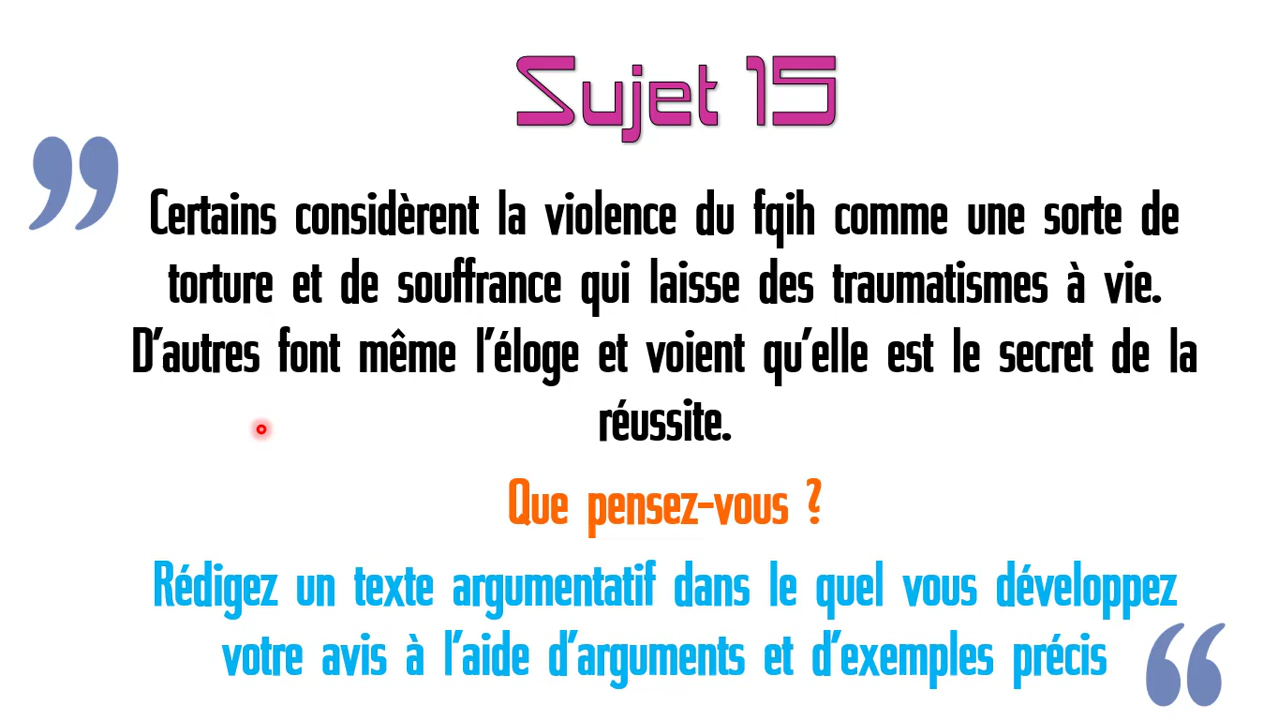 Sujet 15
”
Certains considèrent la violence du fqih comme une sorte de
torture et de souffrance qui laisse des traumatismes à vie.
D'autres font même l'éloge et voient qu'elle est le secret de la
réussite.
Que pensez-vous ?
Rédigez un texte argumentatif dans le quel vous développez
votre avis à l'aide d'arguments et d'exemples précis
“